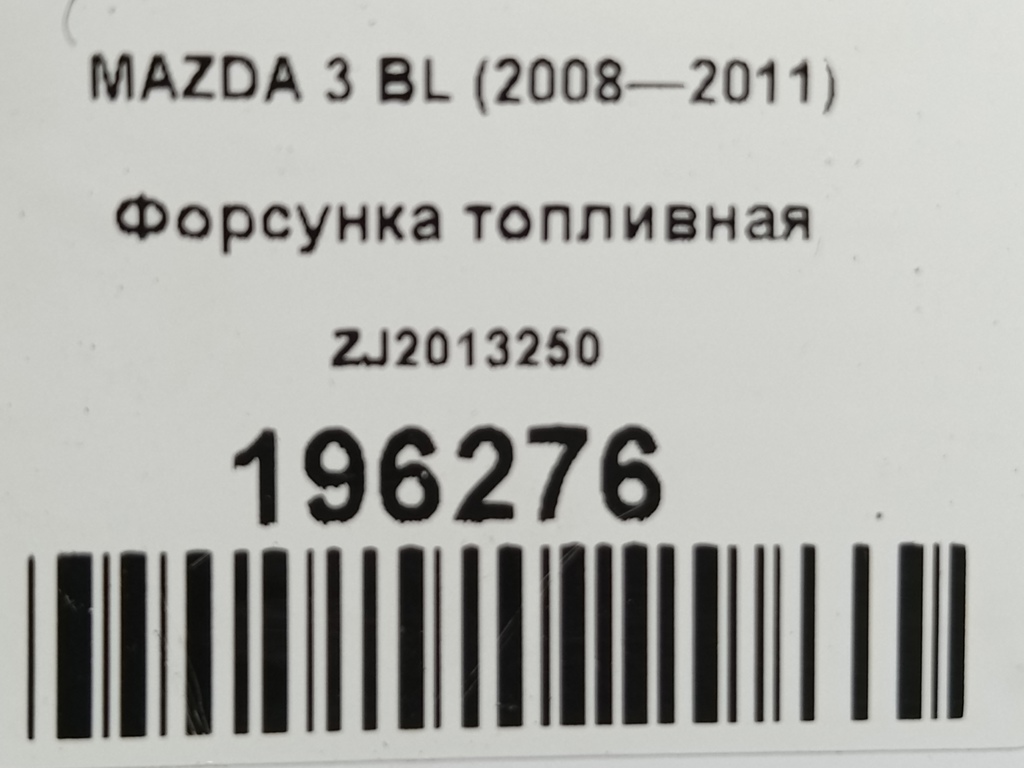 MAZDA 3 BL (2008—2011)
Форсунка топливная
ZJ2013250
196276